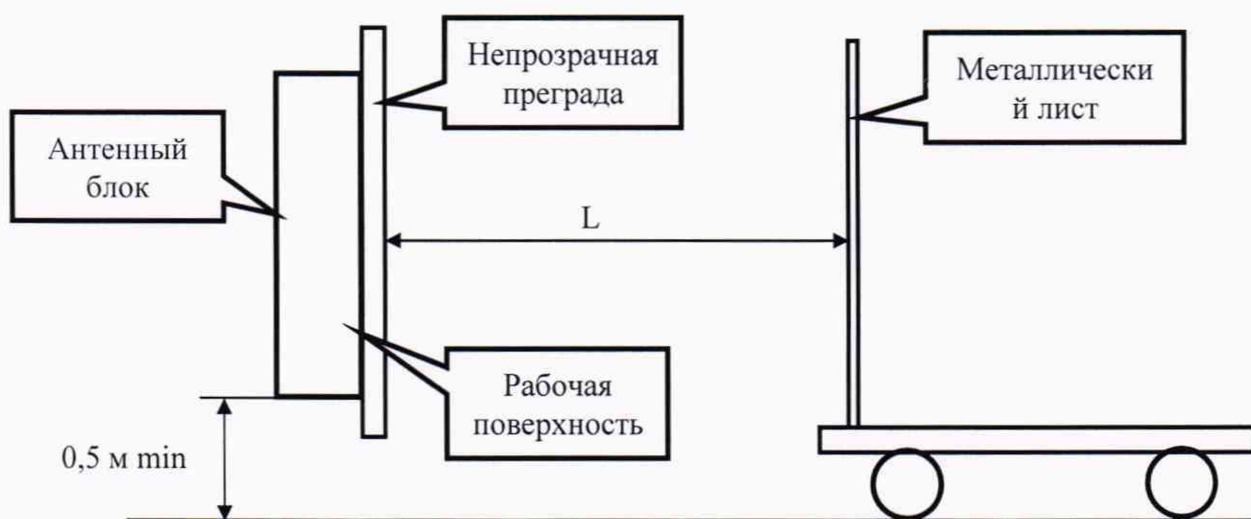 Непрозрачная
преграда
Металлически
й лист
Антенный
блок
L
Рабочая
поверхность
0,5 м min